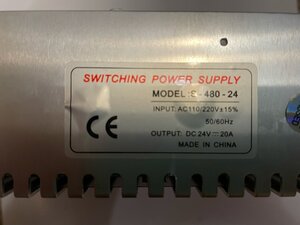 SWITCHING POWER SUPPLY
MODEL: S-480-24
INPUT: AC110/220V±15%
50/60Hz
CE
OUTPUT: DC 24V ⎓ 20A
MADE IN CHINA